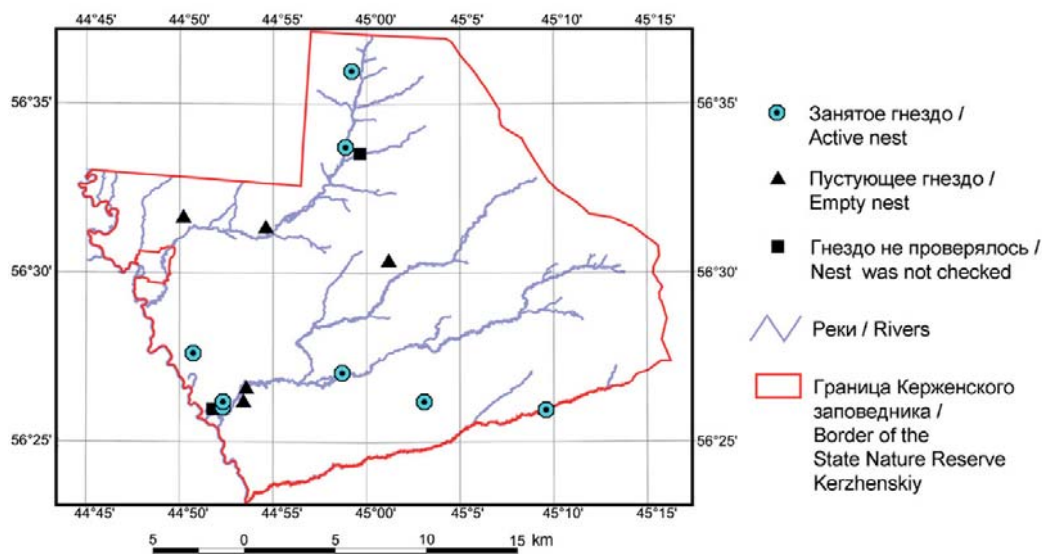 44°45' 44°50' 44°55' 45°00' 45°05' 45°10' 45°15'
56°35' 56°35'
56°30' 56°30'
56°25' 56°25'
44°45' 44°50' 44°55' 45°00' 45°5' 45°10' 45°15'
5 0 5 10 15 km
Занятое гнездо /
Active nest
Пустующее гнездо /
Empty nest
Гнездо не проверялось /
Nest was not checked
Реки / Rivers
Граница Керженского
заповедника /
Border of the
State Nature Reserve
Kerzhenskiy